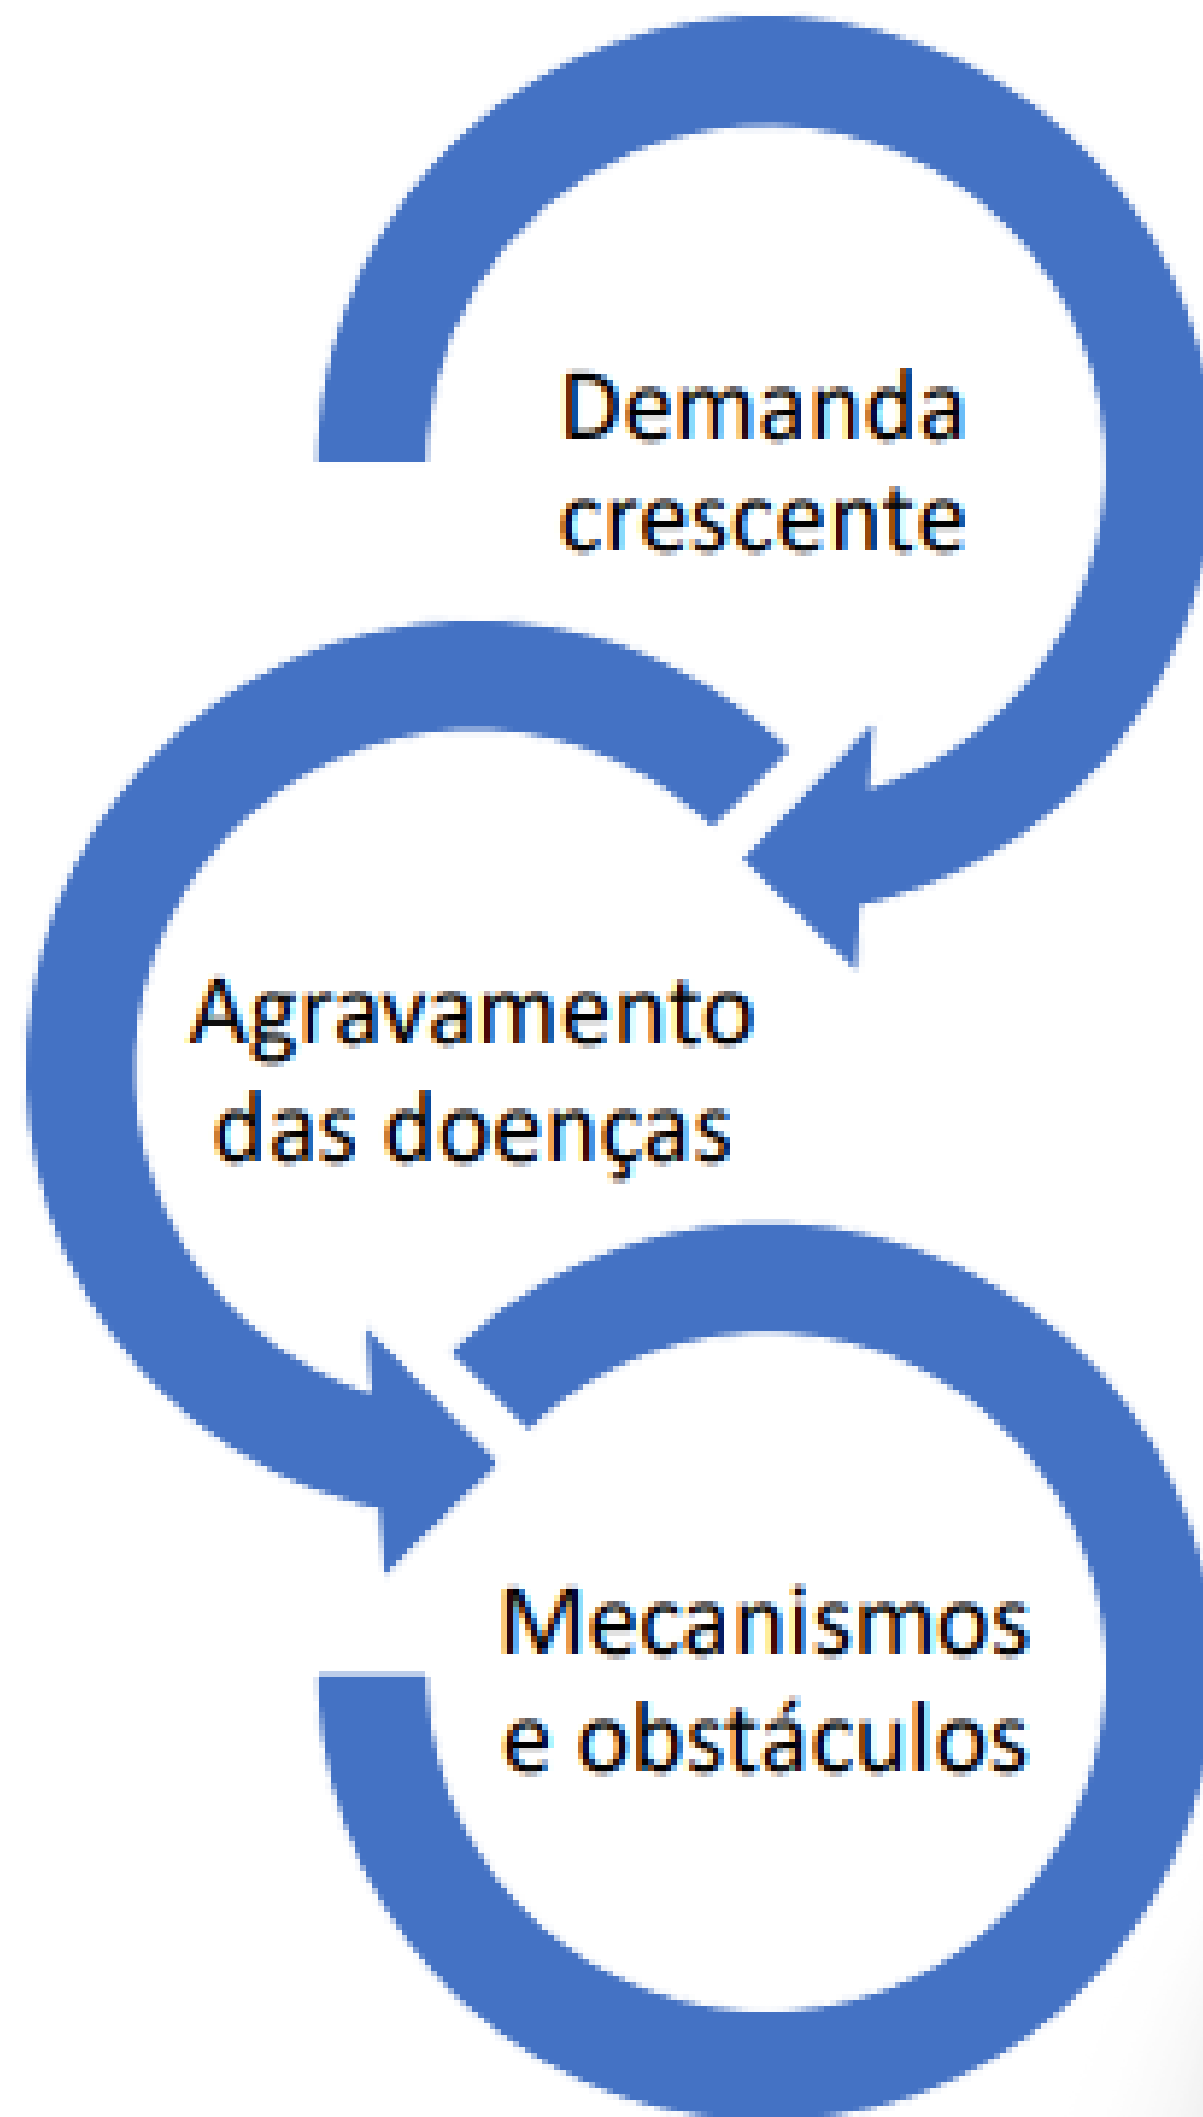 Demanda
crescente
Agravamento
das doenças
Mecanismos
e obstáculos